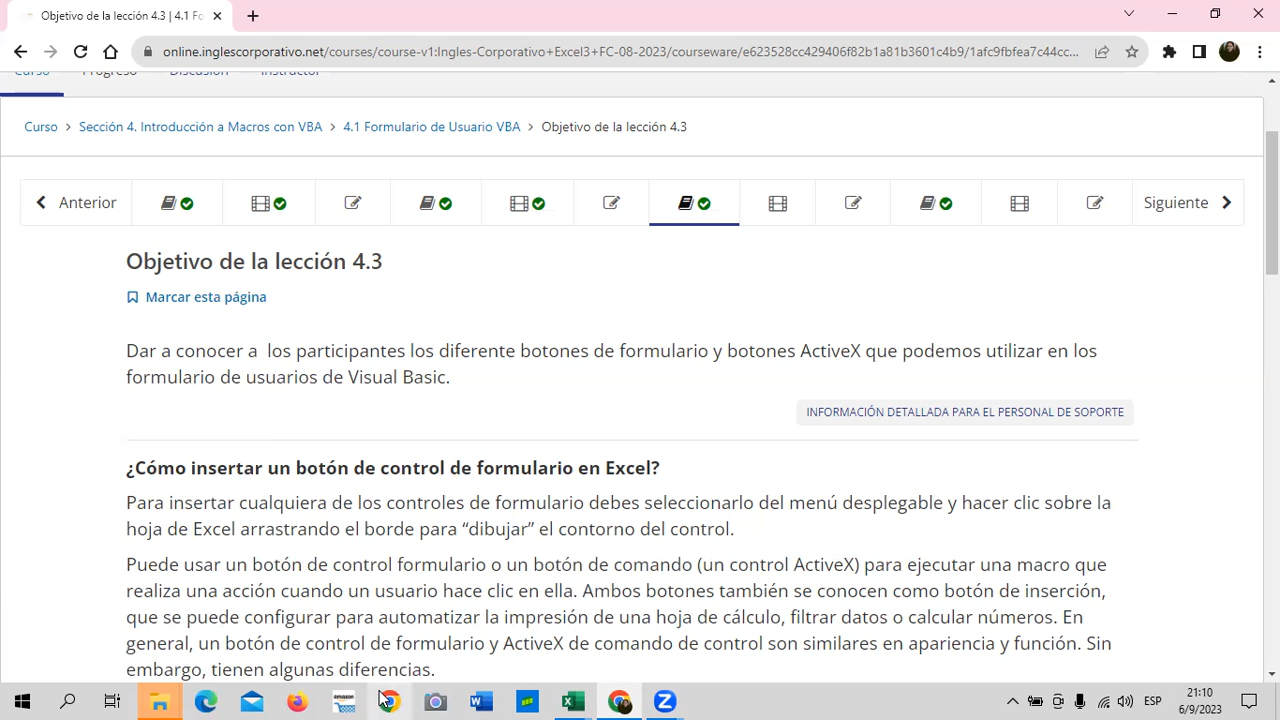 Objetivo de la lección 4.3 | 4.1 Fo
online.inglescorporativo.net/courses/course-v1:Ingles-Corporativo+Excel3+FC-08-2023/courseware/e623528cc429406f82b1a81b3601c4b9/1afc9fbfea7c44cc...
Curso Progreso Discusión Instructor
Curso > Sección 4. Introducción a Macros con VBA > 4.1 Formulario de Usuario VBA > Objetivo de la lección 4.3
Anterior Siguiente
Objetivo de la lección 4.3
Marcar esta página
Dar a conocer a los participantes los diferente botones de formulario y botones ActiveX que podemos utilizar en los
formulario de usuarios de Visual Basic.
INFORMACIÓN DETALLADA PARA EL PERSONAL DE SOPORTE
¿Cómo insertar un botón de control de formulario en Excel?
Para insertar cualquiera de los controles de formulario debes seleccionarlo del menú desplegable y hacer clic sobre la
hoja de Excel arrastrando el borde para “dibujar” el contorno del control.
Puede usar un botón de control formulario o un botón de comando (un control ActiveX) para ejecutar una macro que
realiza una acción cuando un usuario hace clic en ella. Ambos botones también se conocen como botón de inserción,
que se puede configurar para automatizar la impresión de una hoja de cálculo, filtrar datos o calcular números. En
general, un botón de control de formulario y ActiveX de comando de control son similares en apariencia y función. Sin
embargo, tienen algunas diferencias.
amazon
ESP
21:10
6/9/2023